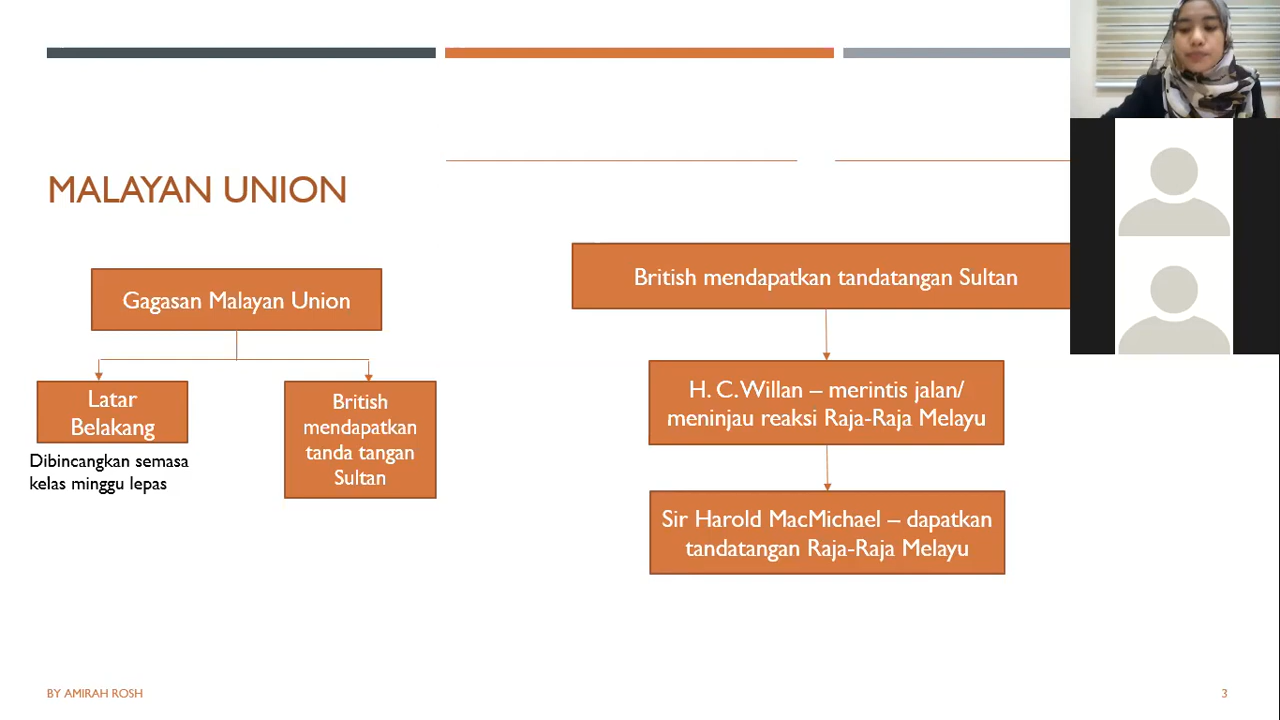 MALAYAN UNION
Gagasan Malayan Union
Latar
Belakang
Dibincangkan semasa
kelas minggu lepas
British
mendapatkan
tanda tangan
Sultan
British mendapatkan tandatangan Sultan
H. C. Willan – merintis jalan/
meninjau reaksi Raja-Raja Melayu
Sir Harold MacMichael – dapatkan
tandatangan Raja-Raja Melayu
BY AMIRAH ROSH
3